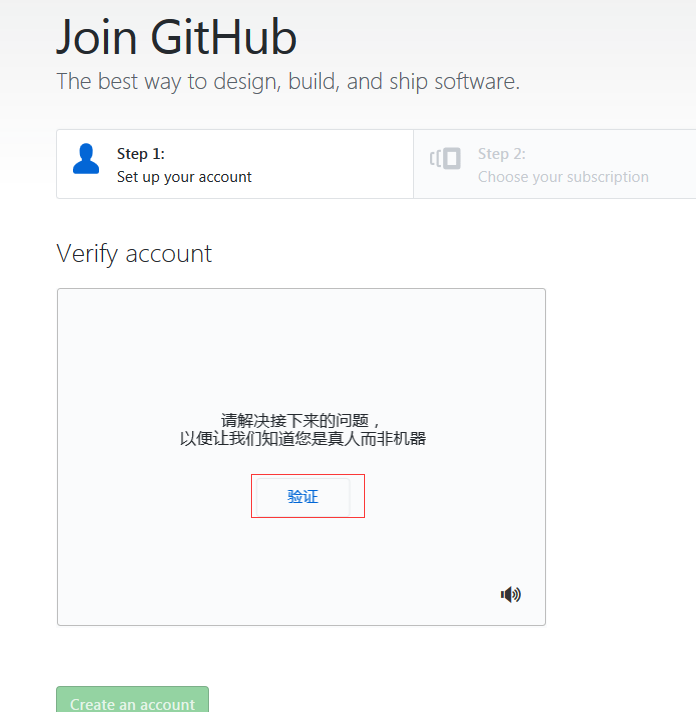 Join GitHub
The best way to design, build, and ship software.
Step 1:
Set up your account
Step 2:
Choose your subscription
Verify account
请解决接下来的问题，
以便让我们知道您是真人而非机器
验证
Create an account